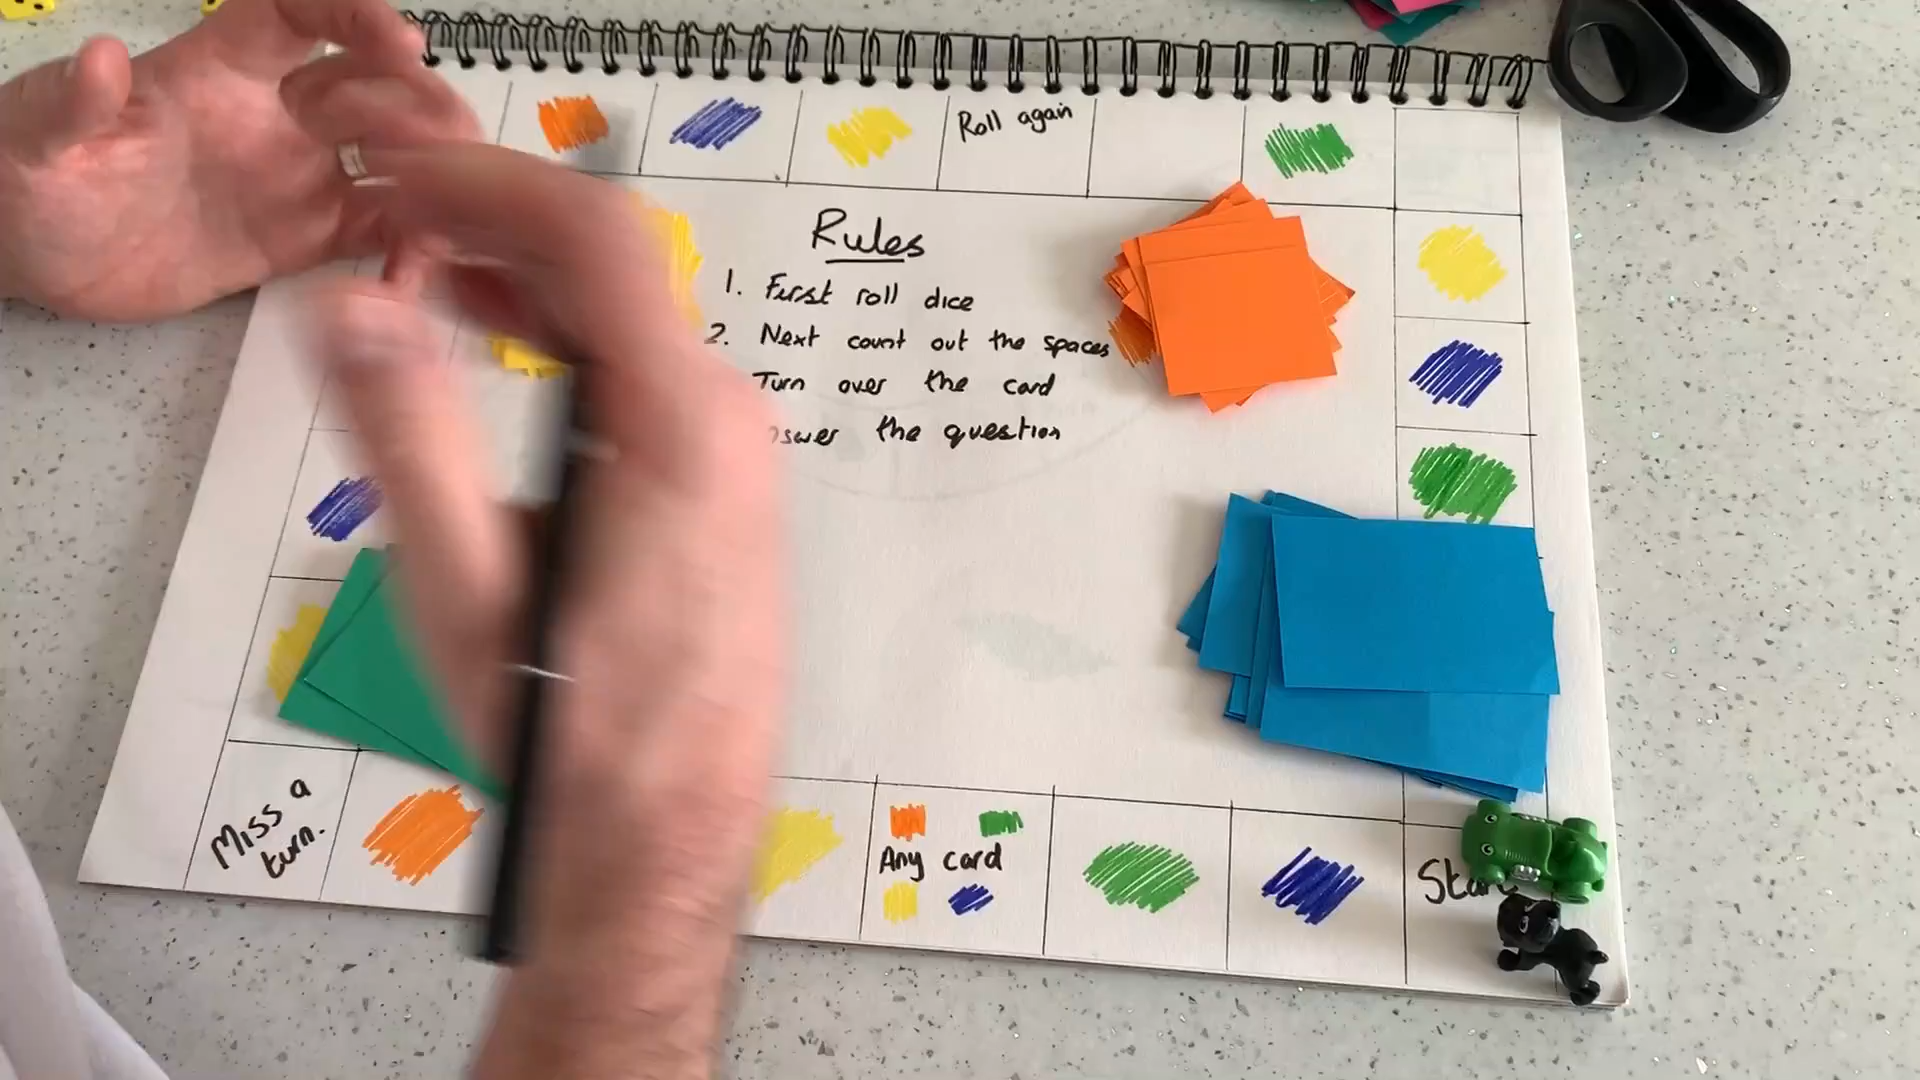 Roll again
Rules
1. First roll dice
2. Next count out the spaces
Turn over the card
the question
Miss a
turn.
Any card